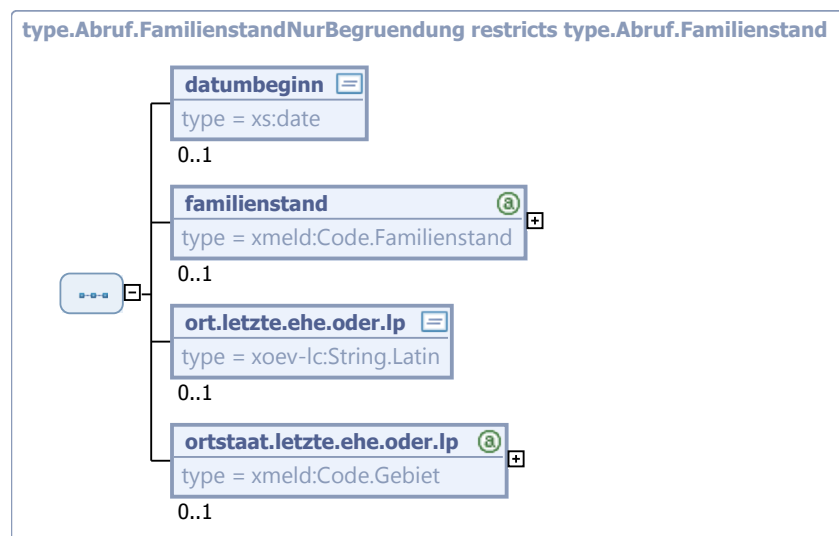 type.Abruf.FamilienstandNurBegruendung restricts type.Abruf.Familienstand
datumbeginn
type = xs:date
0..1
familienstand
type = xmeld:Code.Familienstand
0..1
ort.letzte.ehe.oder.lp
type = xoev-lc:String.Latin
0..1
ortstaat.letzte.ehe.oder.lp
type = xmeld:Code.Gebiet
0..1